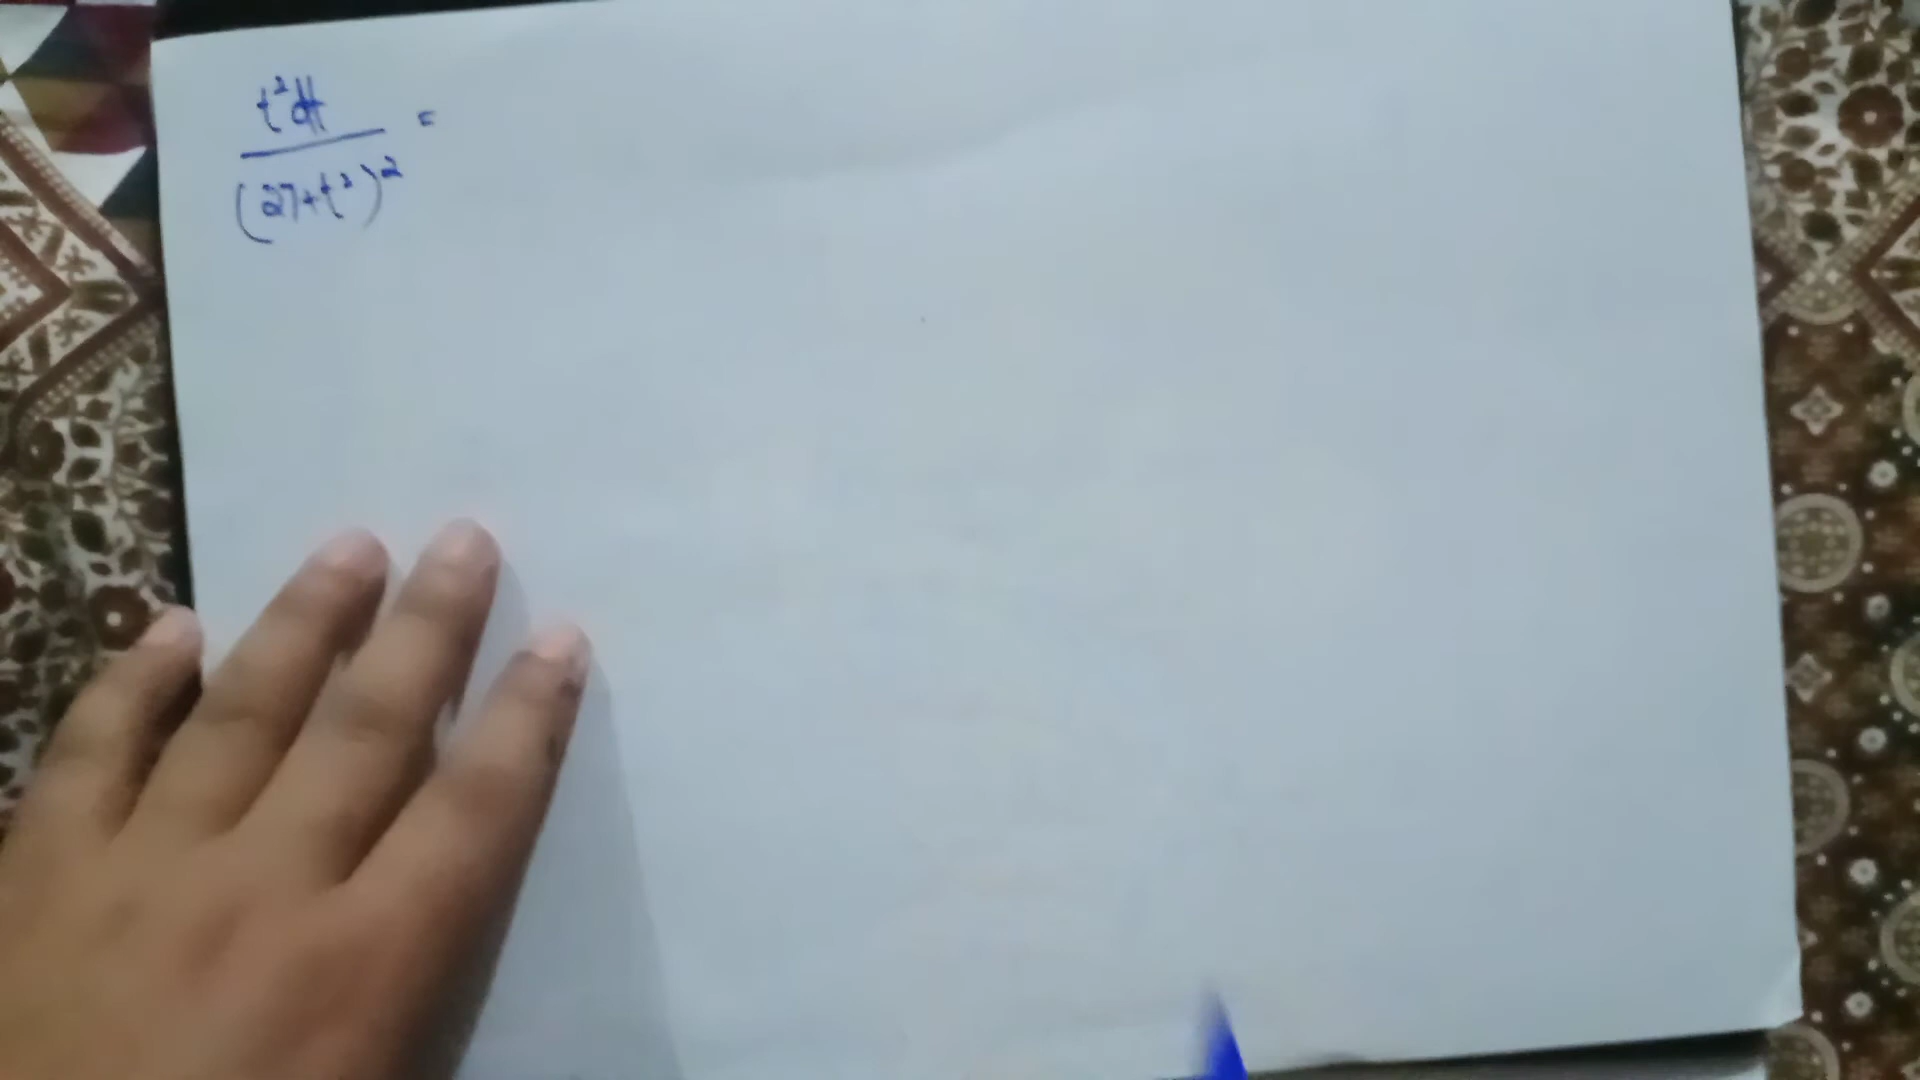 t²dt
(27+t²)² =